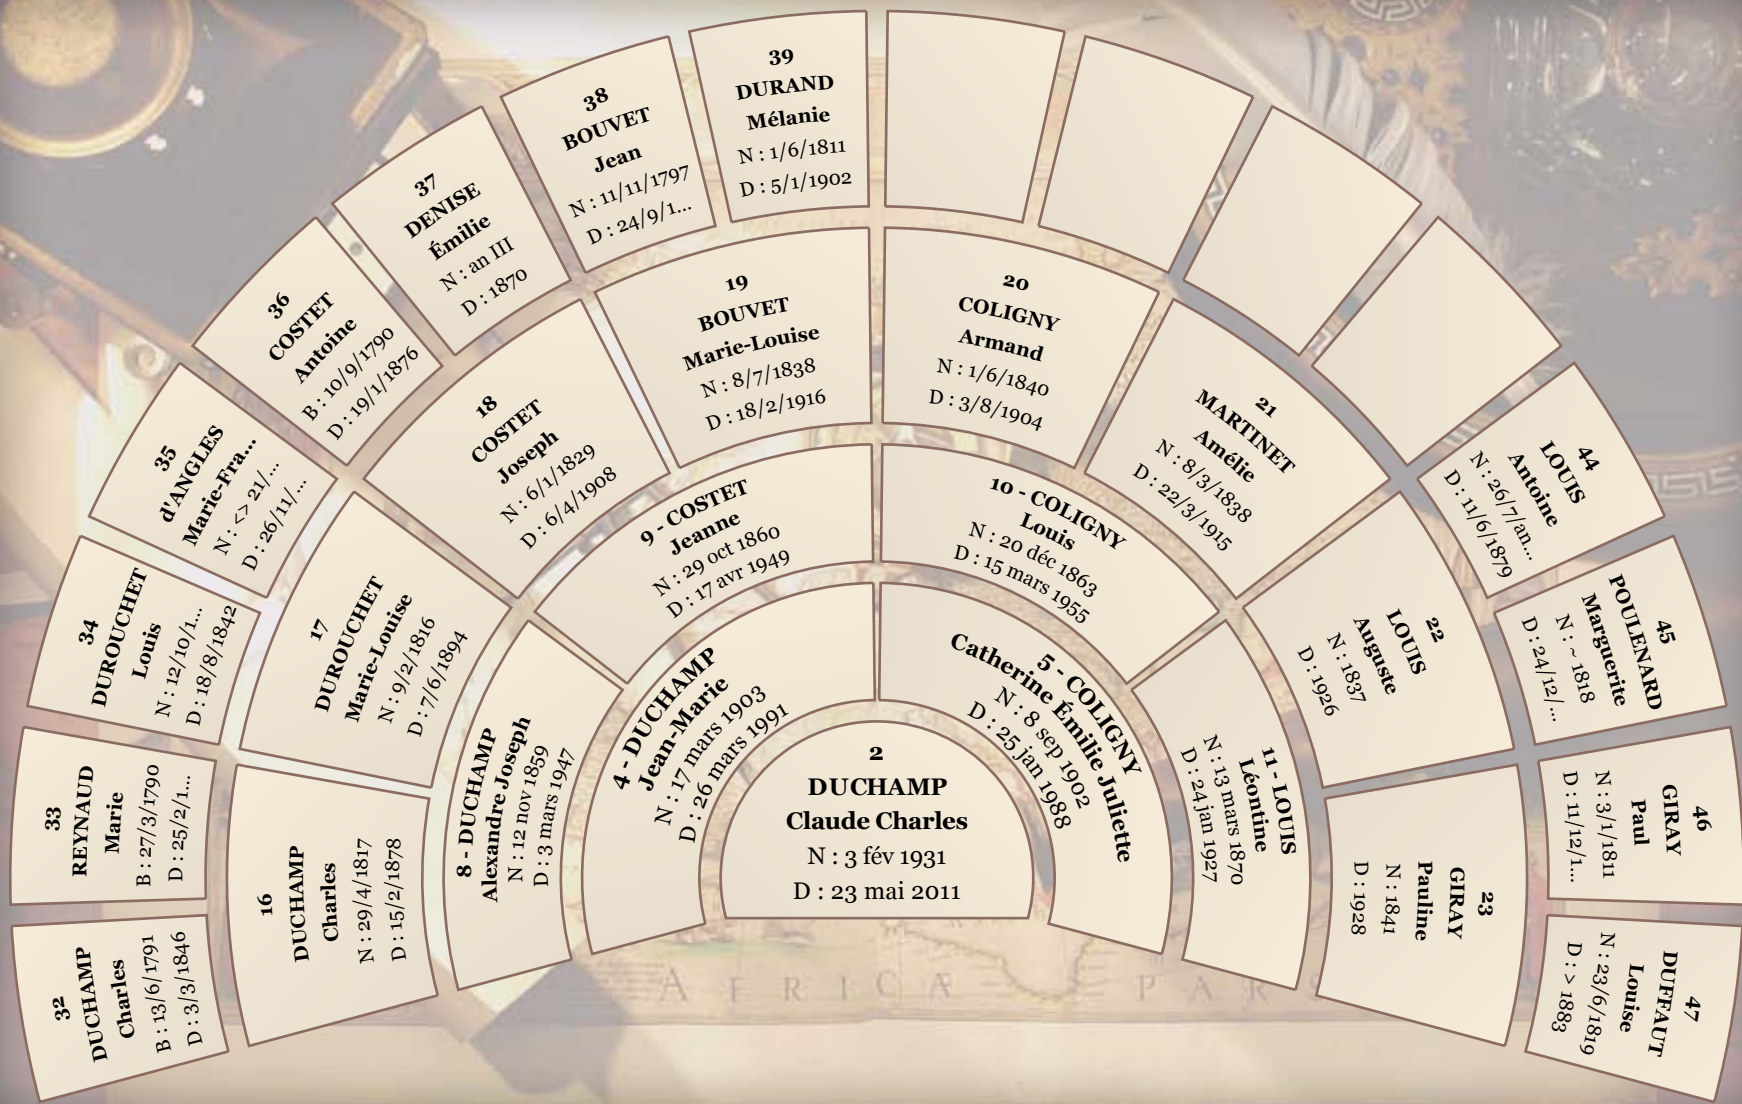 2
DUCHAMP
Claude Charles
N : 3 fév 1931
D : 23 mai 2011
4 - DUCHAMP
Jean-Marie
N : 17 mars 1903
D : 26 mars 1991
5 - COLIGNY
Catherine Émilie Juliette
N : 8 sep 1902
D : 25 jan 1988
8 - DUCHAMP
Alexandre Joseph
N : 12 nov 1859
D : 3 mars 1947
9 - COSTET
Jeanne
N : 29 oct 1860
D : 17 avr 1949
10 - COLIGNY
Louis
N : 20 déc 1863
D : 15 mars 1955
11 - LOUIS
Léontine
N : 13 mars 1870
D : 24 jan 1927
16
DUCHAMP
Charles
N : 29/4/1817
D : 15/2/1878
17
DUROUCHET
Marie-Louise
N : 9/2/1816
D : 7/6/1894
18
COSTET
Joseph
N : 6/1/1829
D : 6/4/1908
19
BOUVET
Marie-Louise
N : 8/7/1838
D : 18/2/1916
20
COLIGNY
Armand
N : 1/6/1840
D : 3/8/1904
21
MARTINET
Amélie
N : 8/3/1838
D : 22/3/1915
22
LOUIS
Auguste
N : 1837
D : 1926
23
GIRAY
Pauline
N : 1841
D : 1928
32
DUCHAMP
Charles
B : 13/6/1791
D : 3/3/1846
33
REYNAUD
Marie
B : 27/3/1790
D : 25/2/1...
34
DUROUCHET
Louis
N : 12/10/1...
D : 18/8/1842
35
d'ANGLES
Marie-Fra...
N : <> 21/...
D : 26/11/...
36
COSTET
Antoine
B : 10/9/1790
D : 19/1/1876
37
DENISE
Émilie
N : an III
D : 1870
38
BOUVET
Jean
N : 11/11/1797
D : 24/9/1...
39
DURAND
Mélanie
N : 1/6/1811
D : 5/1/1902
44
LOUIS
Antoine
N : 26/7/an...
D : 11/6/1879
45
POULENARD
Marguerite
N : ~ 1818
D : 24/12/...
46
GIRAY
Paul
N : 3/1/1811
D : 11/12/1...
47
DUFFAUT
Louise
N : 23/6/1819
D : > 1883
AFRICÆ PARS